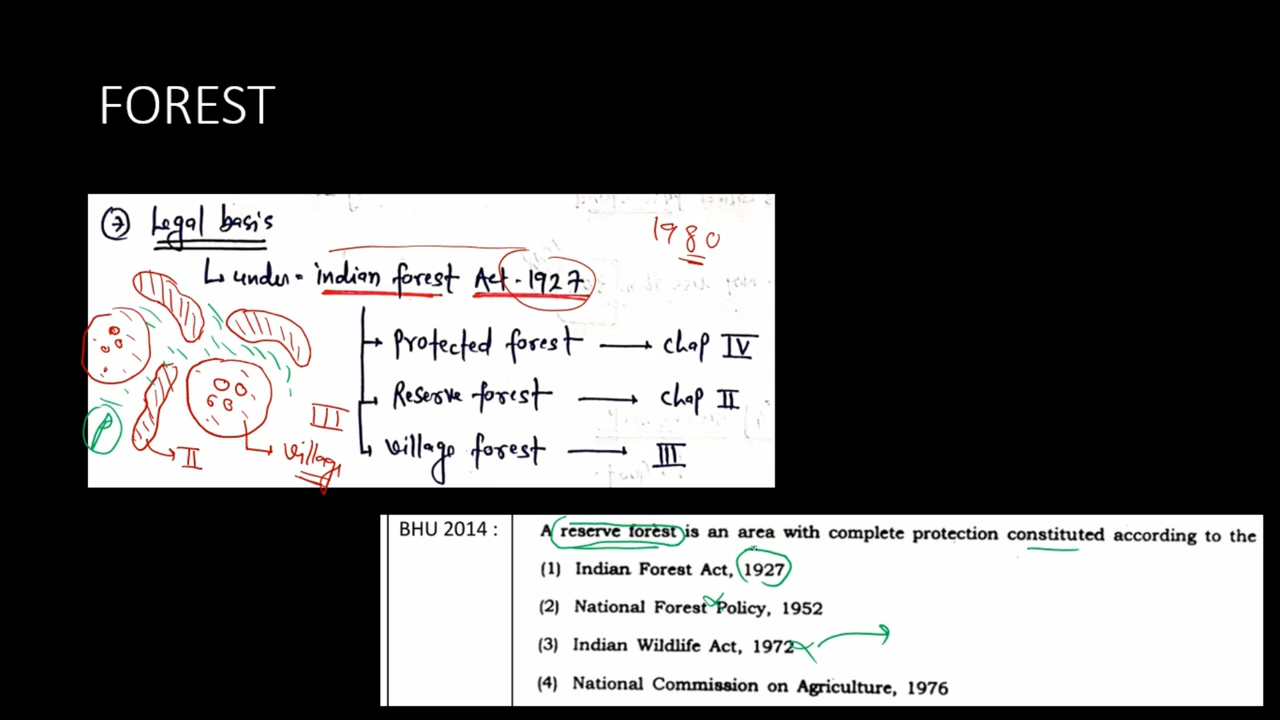 FOREST
⑦ Legal basis
1980
↳ under - indian forest Act - 1927
→ Protected forest → chap IV
→ Reserve forest → chap II
III
↳ village forest → III
P
→ II
↳ village
BHU 2014 :
A reserve forest is an area with complete protection constituted according to the
(1) Indian Forest Act, 1927
(2) National Forest Policy, 1952
(3) Indian Wildlife Act, 1972
(4) National Commission on Agriculture, 1976